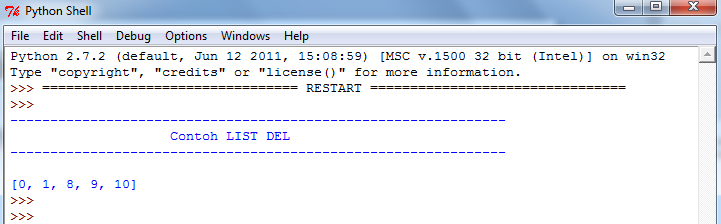 Python Shell
File Edit Shell Debug Options Windows Help
Python 2.7.2 (default, Jun 12 2011, 15:08:59) [MSC v.1500 32 bit (Intel)] on win32
Type "copyright", "credits" or "license()" for more information.
>>> ================================ RESTART ================================
>>>
--------------------------------------------------------------
Contoh LIST DEL
--------------------------------------------------------------
[0, 1, 8, 9, 10]
>>>
>>>